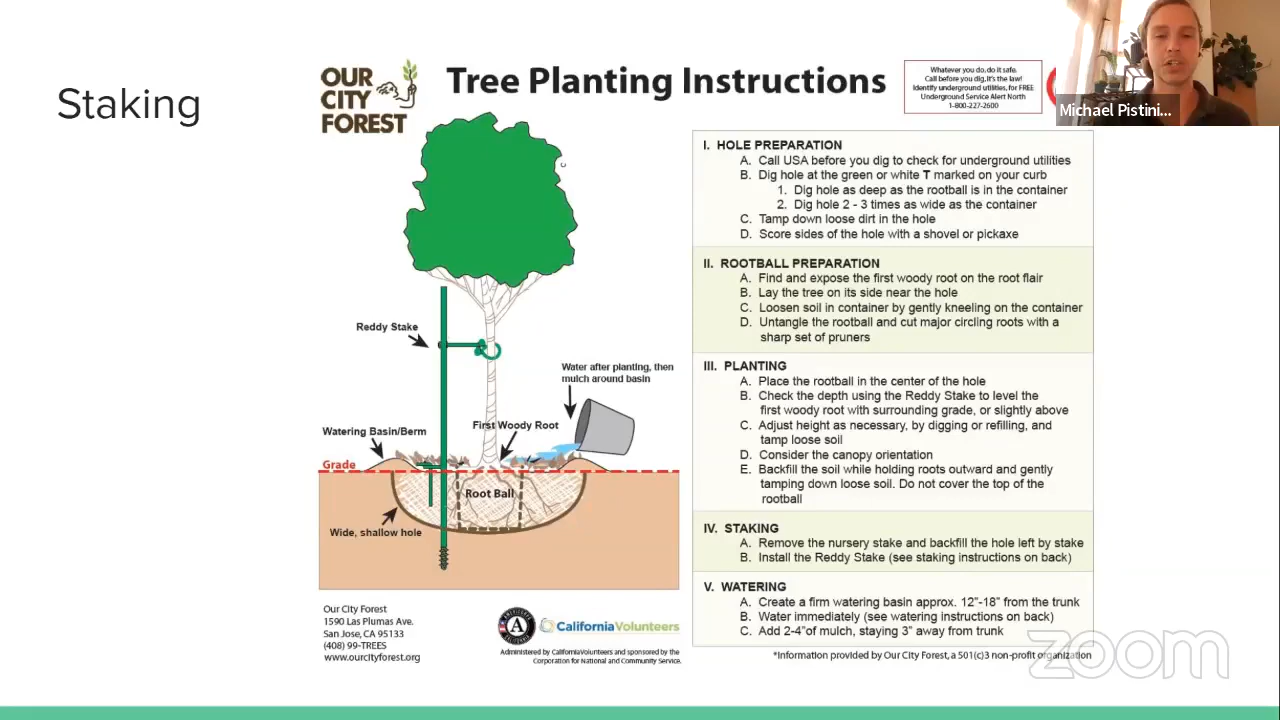 Staking
OUR
CITY
FOREST
Tree Planting Instructions
Whatever you do, do it safe.
Call before you dig. It's the law!
Identify underground utilities, for FREE
Underground Service Alert North
1-800-227-2600
Michael Pistini...
Reddy Stake
Water after planting, then
mulch around basin
Watering Basin/Berm
First Woody Root
Grade
Root Ball
Wide, shallow hole
I. HOLE PREPARATION
A. Call USA before you dig to check for underground utilities
B. Dig hole at the green or white T marked on your curb
1. Dig hole as deep as the rootball is in the container
2. Dig hole 2 - 3 times as wide as the container
C. Tamp down loose dirt in the hole
D. Score sides of the hole with a shovel or pickaxe
II. ROOTBALL PREPARATION
A. Find and expose the first woody root on the root flair
B. Lay the tree on its side near the hole
C. Loosen soil in container by gently kneeling on the container
D. Untangle the rootball and cut major circling roots with a
sharp set of pruners
III. PLANTING
A. Place the rootball in the center of the hole
B. Check the depth using the Reddy Stake to level the
first woody root with surrounding grade, or slightly above
C. Adjust height as necessary, by digging or refilling, and
tamp loose soil
D. Consider the canopy orientation
E. Backfill the soil while holding roots outward and gently
tamping down loose soil. Do not cover the top of the
rootball
IV. STAKING
A. Remove the nursery stake and backfill the hole left by stake
B. Install the Reddy Stake (see staking instructions on back)
V. WATERING
A. Create a firm watering basin approx. 12"-18" from the trunk
B. Water immediately (see watering instructions on back)
C. Add 2-4"of mulch, staying 3" away from trunk
Our City Forest
1590 Las Plumas Ave.
San Jose, CA 95133
(408) 99-TREES
www.ourcityforest.org
A
CaliforniaVolunteers
Administered by CaliforniaVolunteers and sponsored by the
Corporation for National and Community Service.
*Information provided by Our City Forest, a 501(c)3 non-profit organization
zoom